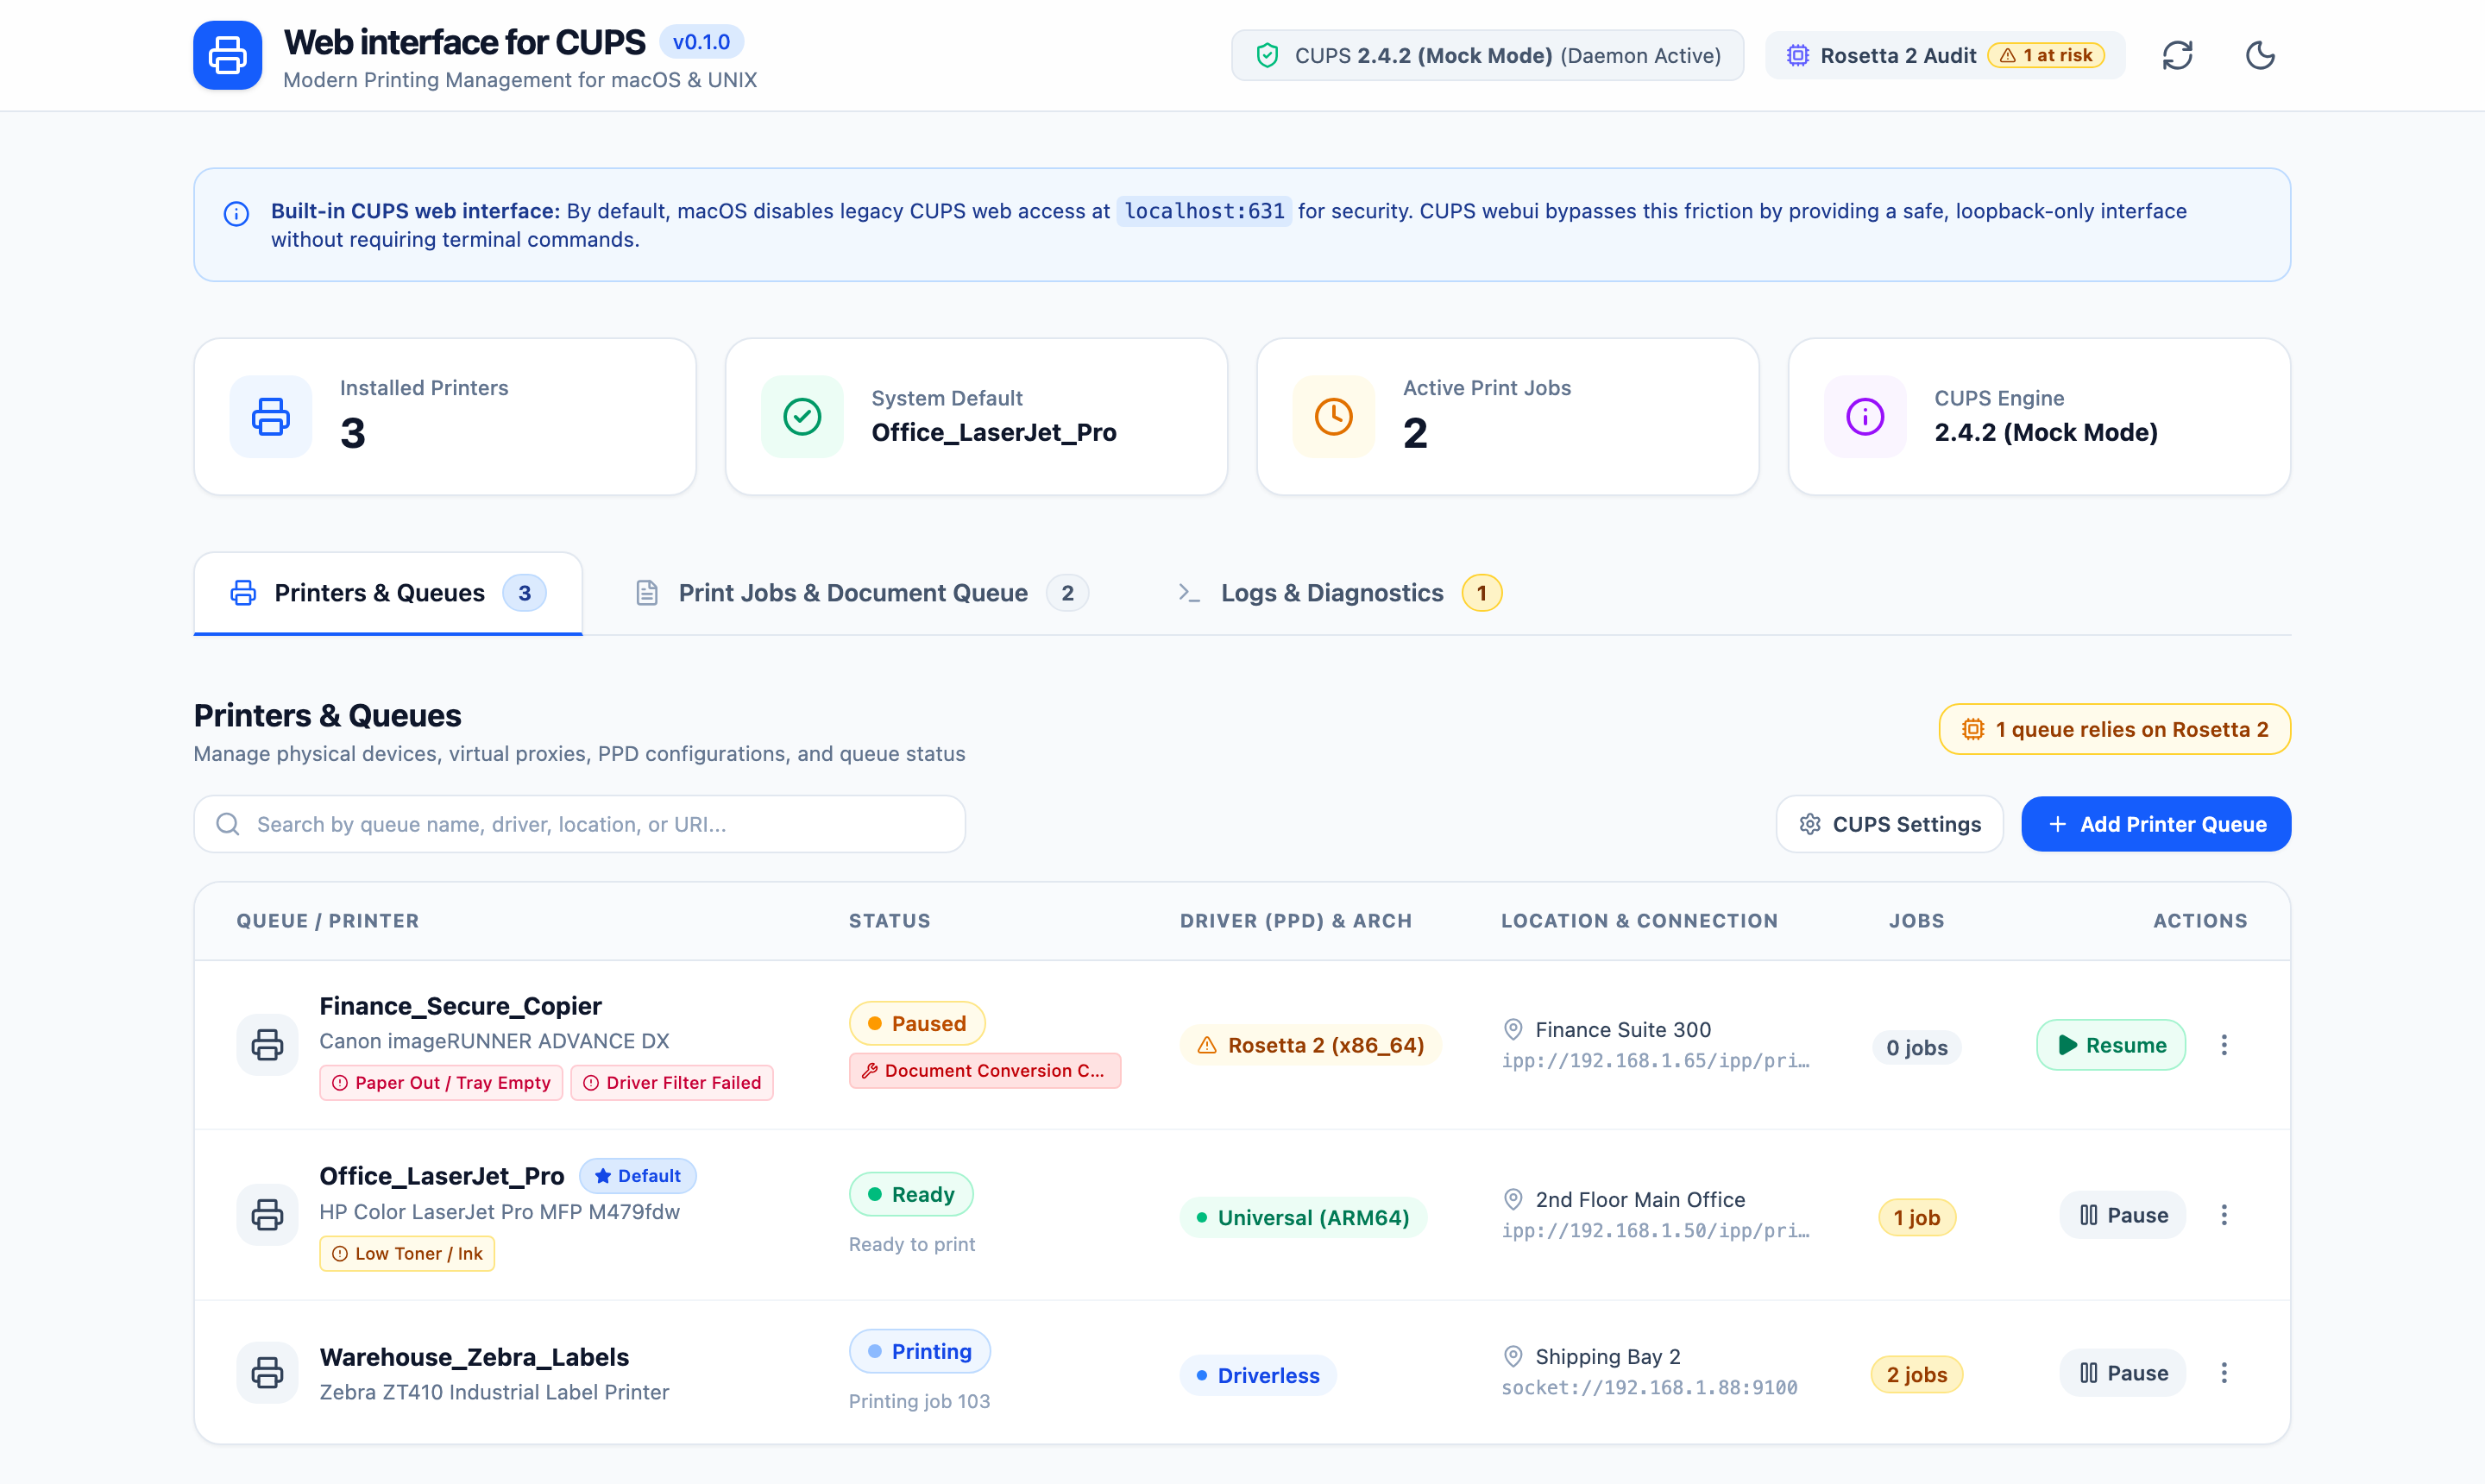 Web interface for CUPS v0.1.0
Modern Printing Management for macOS & UNIX
CUPS 2.4.2 (Mock Mode) (Daemon Active)
Rosetta 2 Audit 1 at risk
Built-in CUPS web interface: By default, macOS disables legacy CUPS web access at localhost:631 for security. CUPS webui bypasses this friction by providing a safe, loopback-only interface
without requiring terminal commands.
Installed Printers
3
System Default
Office_LaserJet_Pro
Active Print Jobs
2
CUPS Engine
2.4.2 (Mock Mode)
Printers & Queues 3
Print Jobs & Document Queue 2
Logs & Diagnostics 1
Printers & Queues
Manage physical devices, virtual proxies, PPD configurations, and queue status
1 queue relies on Rosetta 2
Search by queue name, driver, location, or URI...
CUPS Settings
Add Printer Queue
QUEUE / PRINTER STATUS DRIVER (PPD) & ARCH LOCATION & CONNECTION JOBS ACTIONS
Finance_Secure_Copier
Canon imageRUNNER ADVANCE DX
Paper Out / Tray Empty Driver Filter Failed
Paused
Document Conversion C...
Rosetta 2 (x86_64)
Finance Suite 300
ipp://192.168.1.65/ipp/pri…
0 jobs
Resume
Office_LaserJet_Pro Default
HP Color LaserJet Pro MFP M479fdw
Low Toner / Ink
Ready
Ready to print
Universal (ARM64)
2nd Floor Main Office
ipp://192.168.1.50/ipp/pri…
1 job
Pause
Warehouse_Zebra_Labels
Zebra ZT410 Industrial Label Printer
Printing
Printing job 103
Driverless
Shipping Bay 2
socket://192.168.1.88:9100
2 jobs
Pause